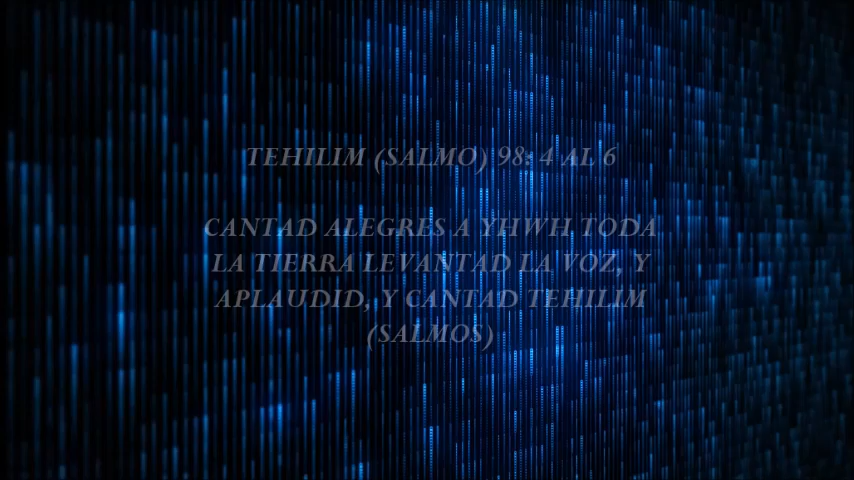 TEHILIM (SALMO) 98: 4 AL 6
CANTAD ALEGRES A YHWH TODA
LA TIERRA LEVANTAD LA VOZ, Y
APLAUDID, Y CANTAD TEHILIM
(SALMOS)